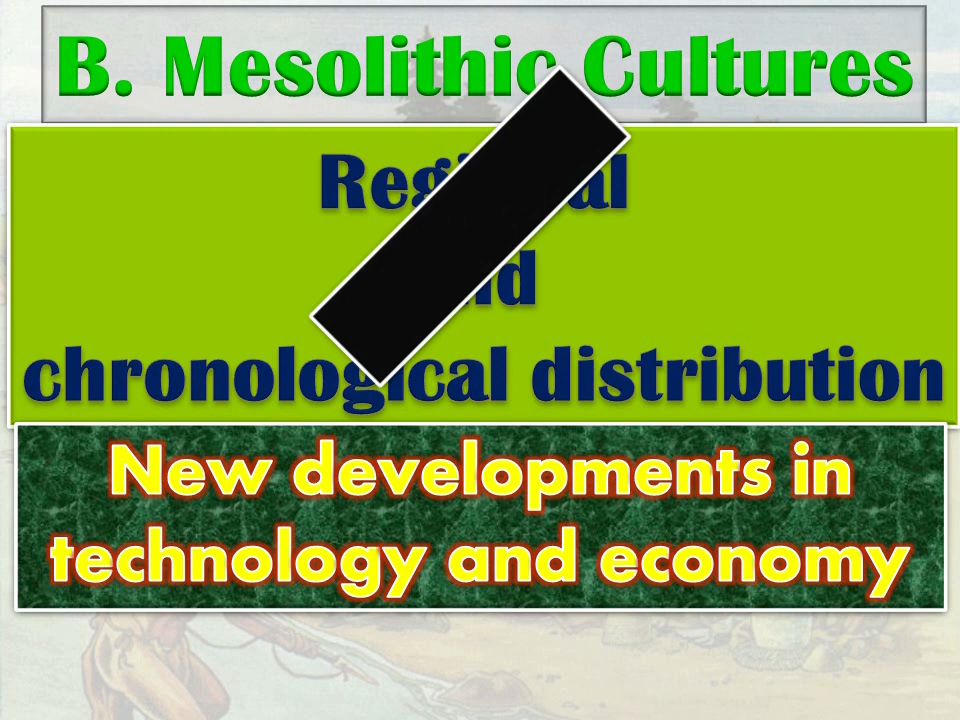 B. Mesolithic Cultures
chronological distribution
New developments in
technology and economy